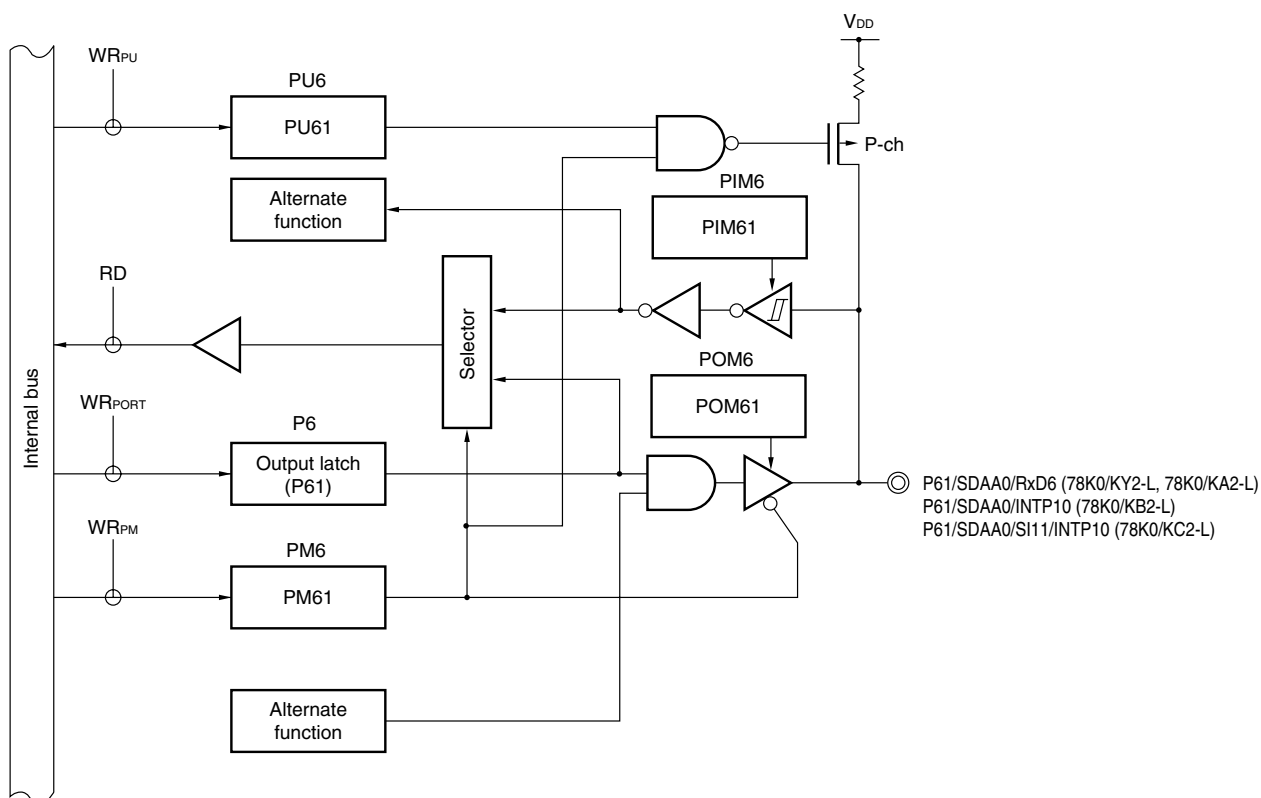 VDD
WRPU
PU6
PU61
P-ch
Alternate
function
PIM6
PIM61
RD
Selector
Internal bus
POM6
POM61
WRPORT
P6
Output latch
(P61)
P61/SDAA0/RxD6 (78K0/KY2-L, 78K0/KA2-L)
P61/SDAA0/INTP10 (78K0/KB2-L)
P61/SDAA0/SI11/INTP10 (78K0/KC2-L)
WRPM
PM6
PM61
Alternate
function